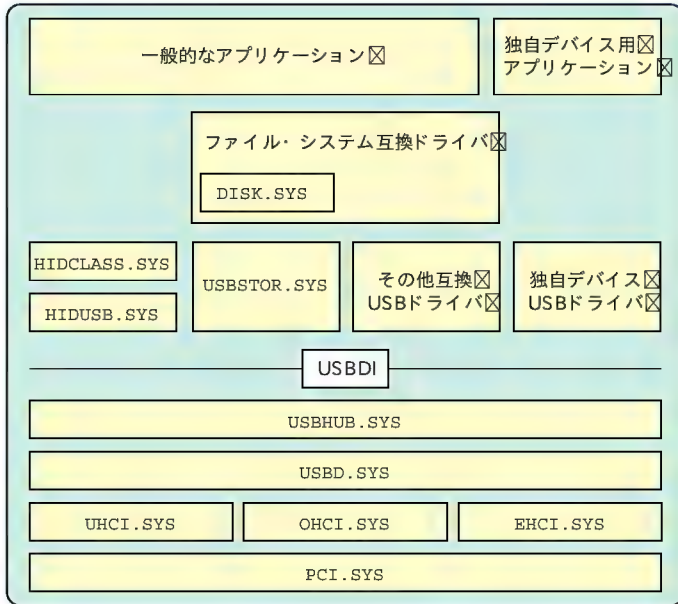 一般的なアプリケーション
独自デバイス用
アプリケーション
ファイル・システム互換ドライバ
DISK.SYS
HIDCLASS.SYS
HIDUSB.SYS
USBSTOR.SYS
その他互換
USBドライバ
独自デバイス
USBドライバ
USBDI
USBHUB.SYS
USBD.SYS
UHCI.SYS
OHCI.SYS
EHCI.SYS
PCI.SYS